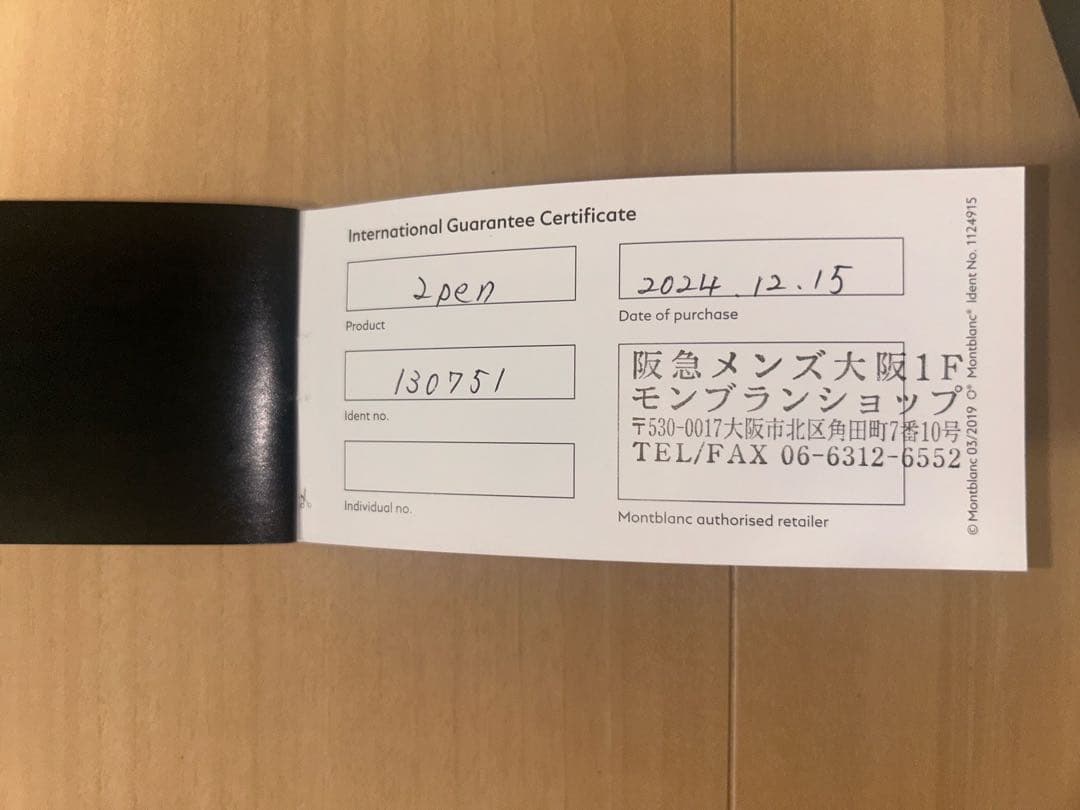 International Guarantee Certificate
2pen
Product
2024.12.15
Date of purchase
130751
Ident no.
Individual no.
阪急メンズ大阪1F
モンブランショップ
〒530-0017大阪市北区角田町7番10号
TEL/FAX 06-6312-6552
Montblanc authorised retailer
© Montblanc 03/2019 Montblanc® Ident No. 1124915